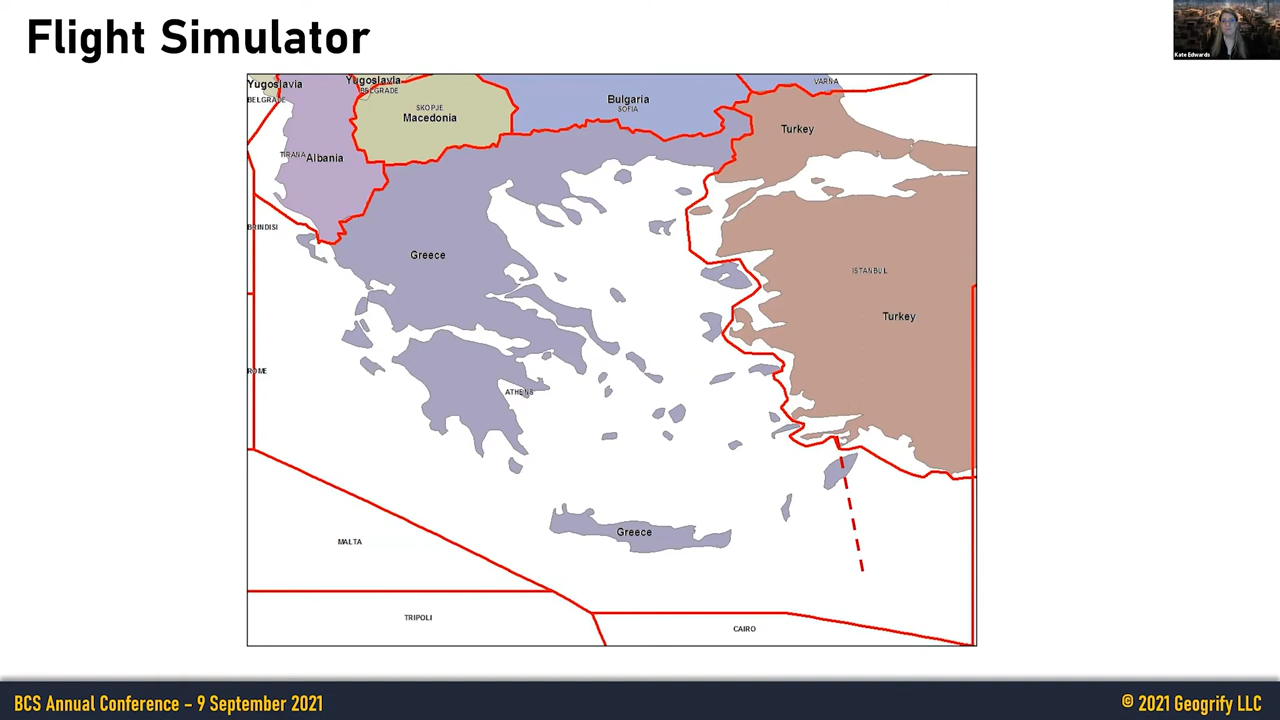 Flight Simulator
Kate Edwards
Yugoslavia
BELGRADE
Yugoslavia
BELGRADE
SKOPJE
Macedonia
Bulgaria
SOFIA
VARNA
Turkey
TIRANA
Albania
BRINDISI
Greece
ISTANBUL
Turkey
ROME
ATHENS
Greece
MALTA
TRIPOLI
CAIRO
BCS Annual Conference – 9 September 2021
© 2021 Geogrify LLC